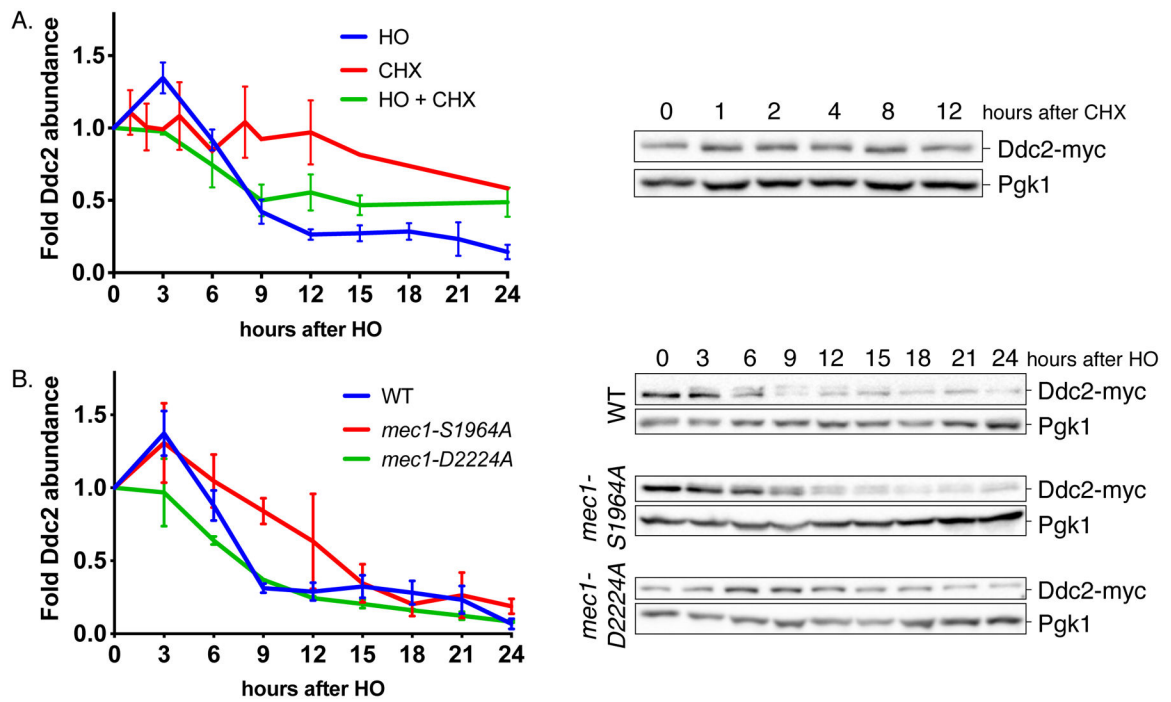 A.
Fold Ddc2 abundance
1.5
1.0
0.5
0.0
HO
CHX
HO + CHX
0 3 6 9 12 15 18 21 24
hours after HO
0 1 2 4 8 12 hours after CHX
Ddc2-myc
Pgk1
B.
Fold Ddc2 abundance
1.5
1.0
0.5
0.0
WT
mec1-S1964A
mec1-D2224A
0 3 6 9 12 15 18 21 24
hours after HO
0 3 6 9 12 15 18 21 24 hours after HO
WT
Ddc2-myc
Pgk1
mec1-
S1964A
Ddc2-myc
Pgk1
mec1-
D2224A
Ddc2-myc
Pgk1